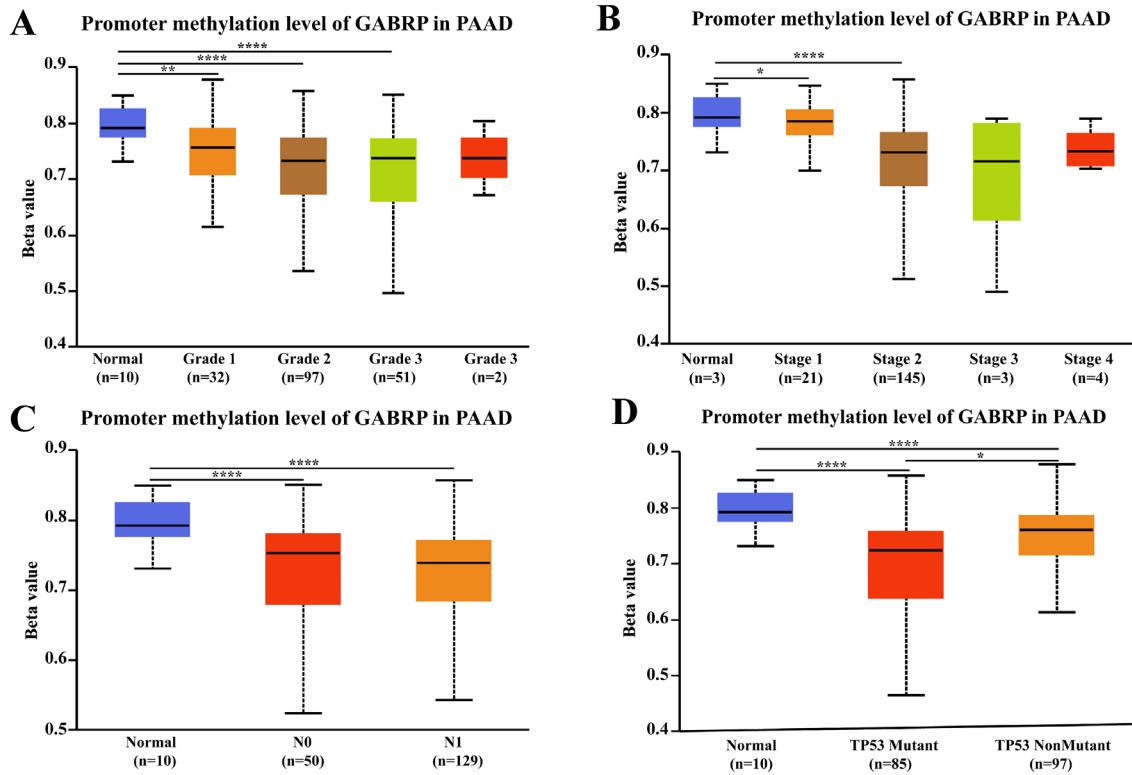 A
Promoter methylation level of GABRP in PAAD
****
****
**
0.9
0.8
0.7
0.6
0.5
0.4
Beta value
Normal Grade 1 Grade 2 Grade 3 Grade 3
(n=10) (n=32) (n=97) (n=51) (n=2)
B
Promoter methylation level of GABRP in PAAD
****
*
0.9
0.8
0.7
0.6
0.5
0.4
Beta value
Normal Stage 1 Stage 2 Stage 3 Stage 4
(n=3) (n=21) (n=145) (n=3) (n=4)
C
Promoter methylation level of GABRP in PAAD
****
****
0.9
0.8
0.7
0.6
0.5
Beta value
Normal N0 N1
(n=10) (n=50) (n=129)
D
Promoter methylation level of GABRP in PAAD
****
**** *
0.9
0.8
0.7
0.6
0.5
0.4
Beta value
Normal TP53 Mutant TP53 NonMutant
(n=10) (n=85) (n=97)